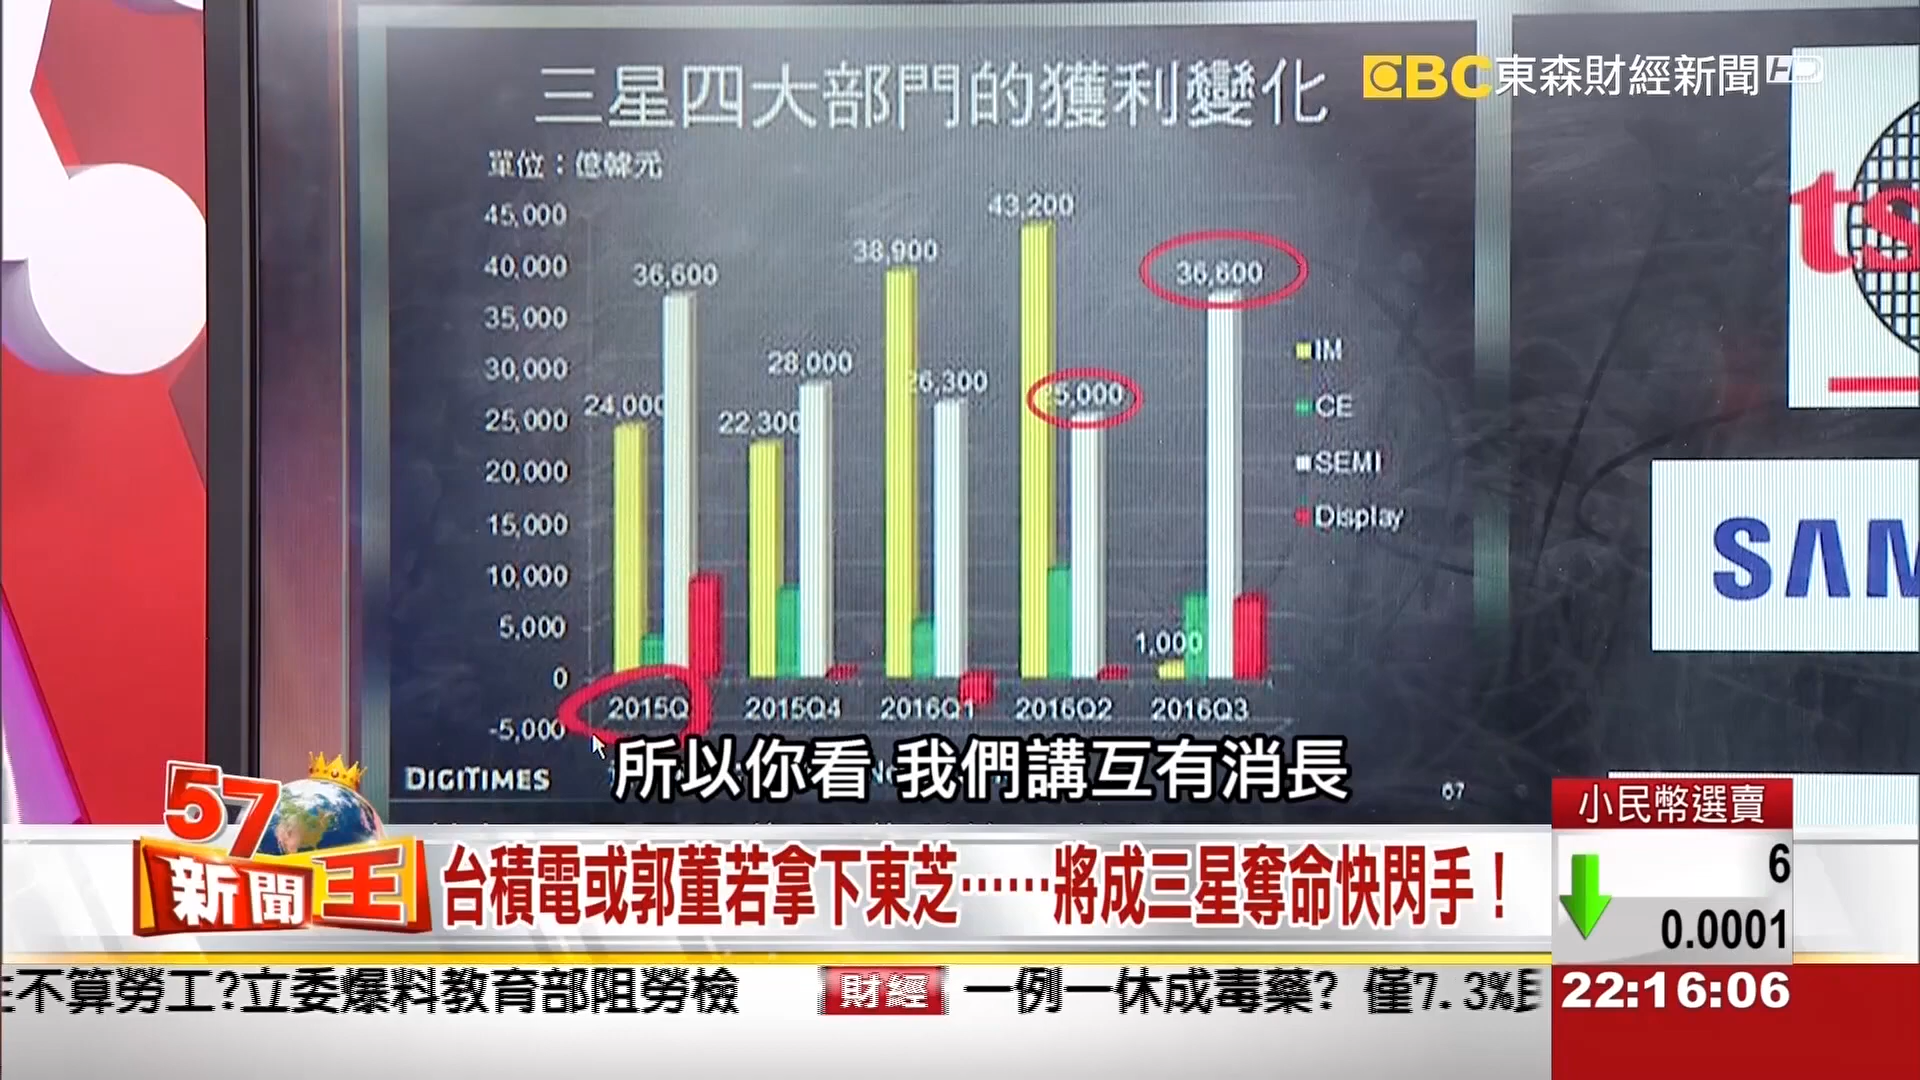 三星四大部門的獲利變化
EBC東森財經新聞HD
單位：億韓元
45,000
40,000
35,000
30,000
25,000
20,000
15,000
10,000
5,000
0
-5,000
24,000
36,600
22,300
28,000
38,900
6,300
43,200
5,000
1,000
36,600
IM
CE
SEMI
Display
2015Q
2015Q4
2016Q1
2016Q2
2016Q3
DIGITIMES
67
ts
SAM
所以你看 我們講互有消長
57
新聞王
台積電或郭董若拿下東芝……將成三星奪命快閃手！
小民幣選賣
6
0.0001
不算勞工?立委爆料教育部阻勞檢
財經
一例一休成毒藥? 僅7.3%
22:16:06